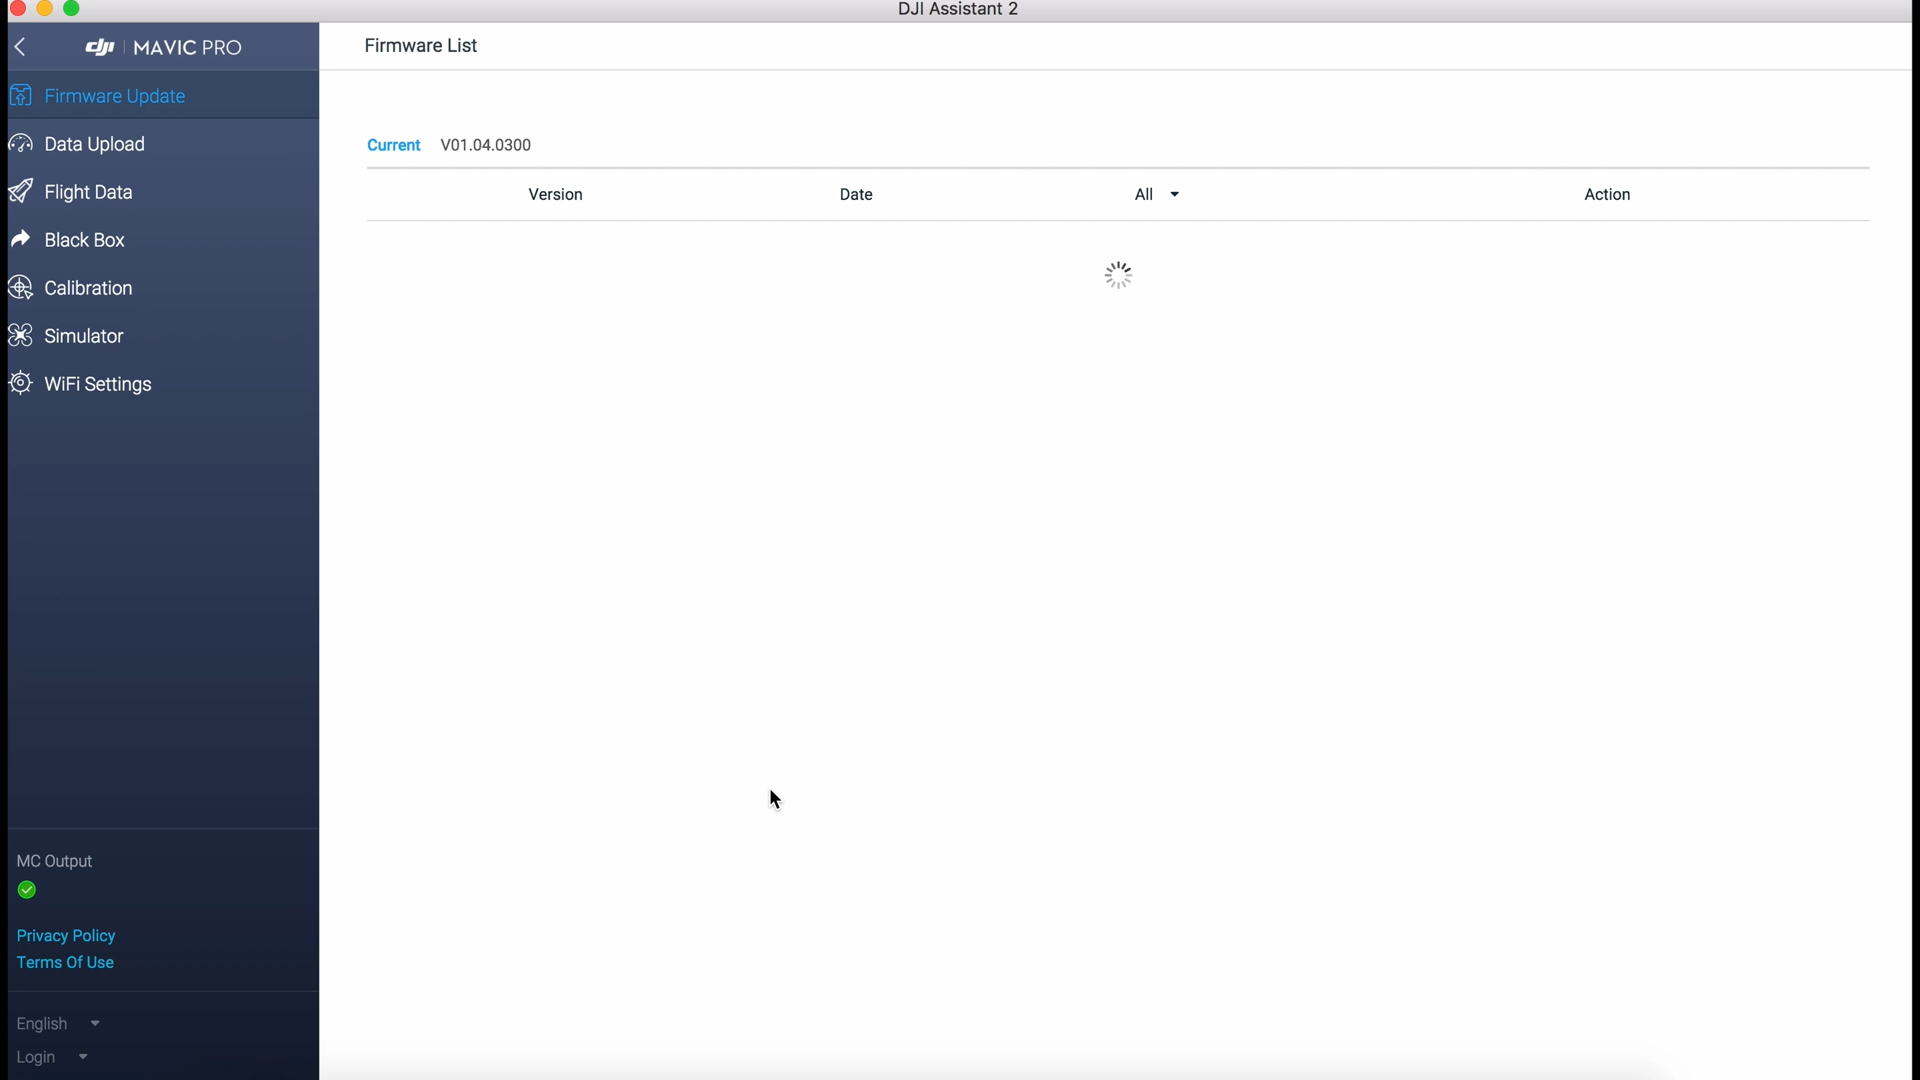 DJI Assistant 2
dji MAVIC PRO
Firmware List
Firmware Update
Data Upload
Flight Data
Black Box
Calibration
Simulator
WiFi Settings
Current V01.04.0300
Version Date All Action
MC Output
Privacy Policy
Terms Of Use
English
Login